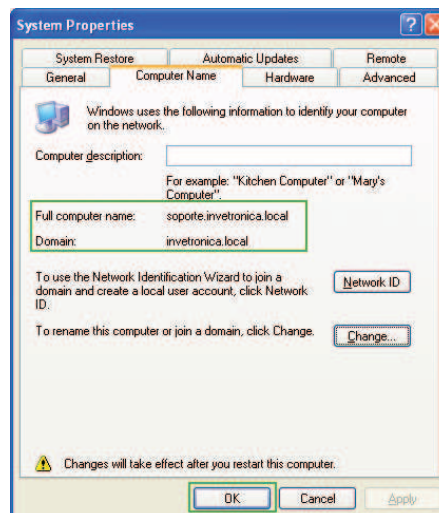 System Properties
System Restore Automatic Updates Remote
General Computer Name Hardware Advanced
Windows uses the following information to identify your computer
on the network.
Computer description:
For example: "Kitchen Computer" or "Mary's
Computer".
Full computer name: soporte.invetronica.local
Domain: invetronica.local
To use the Network Identification Wizard to join a
domain and create a local user account, click Network
ID.
Network ID
To rename this computer or join a domain, click Change.
Change...
Changes will take effect after you restart this computer.
OK Cancel Apply